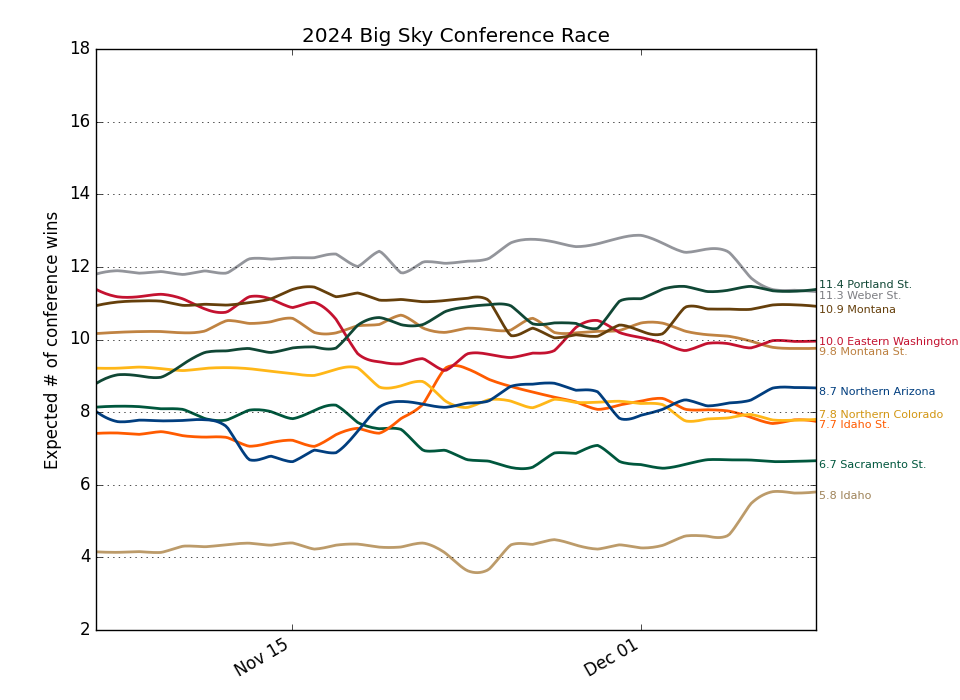 2024 Big Sky Conference Race
Expected # of conference wins
18
16
14
12
10
8
6
4
2
Nov 15
Dec 01
11.4 Portland St.
11.3 Weber St.
10.9 Montana
10.0 Eastern Washington
9.8 Montana St.
8.7 Northern Arizona
7.8 Northern Colorado
7.7 Idaho St.
6.7 Sacramento St.
5.8 Idaho